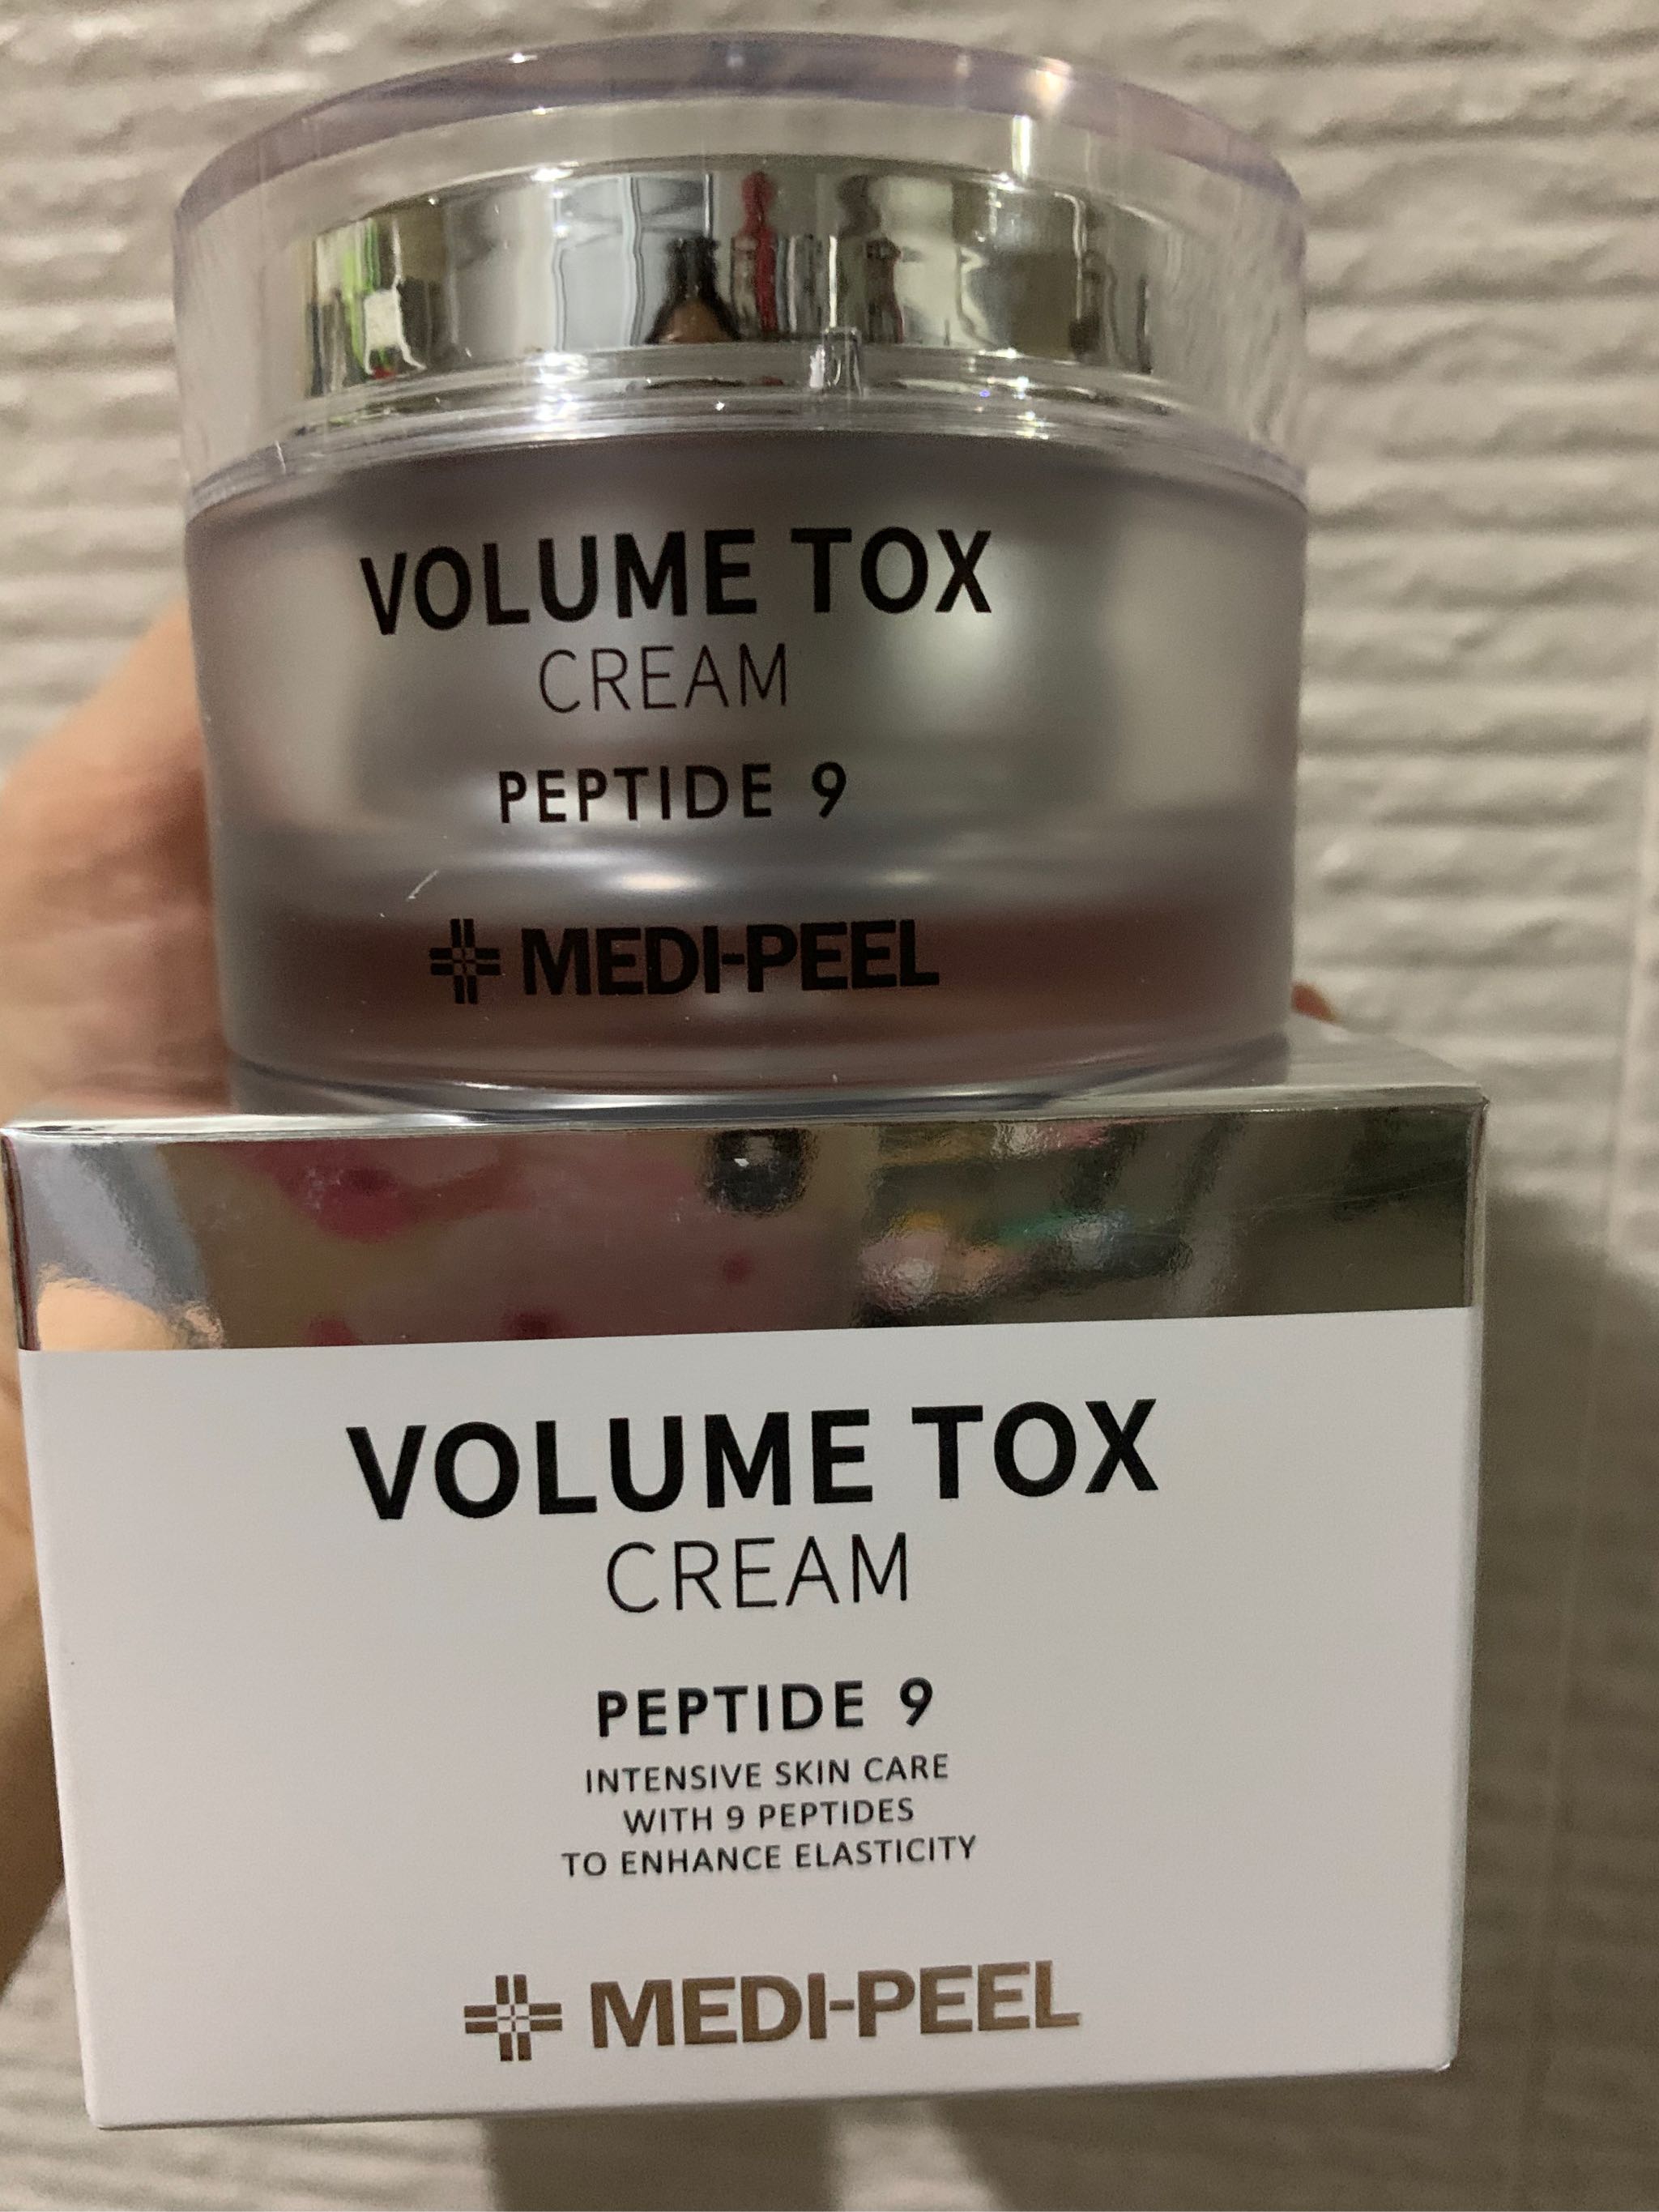 VOLUME TOX
CREAM
PEPTIDE 9
MEDI-PEEL
VOLUME TOX
CREAM
PEPTIDE 9
INTENSIVE SKIN CARE
WITH 9 PEPTIDES
TO ENHANCE ELASTICITY
MEDI-PEEL